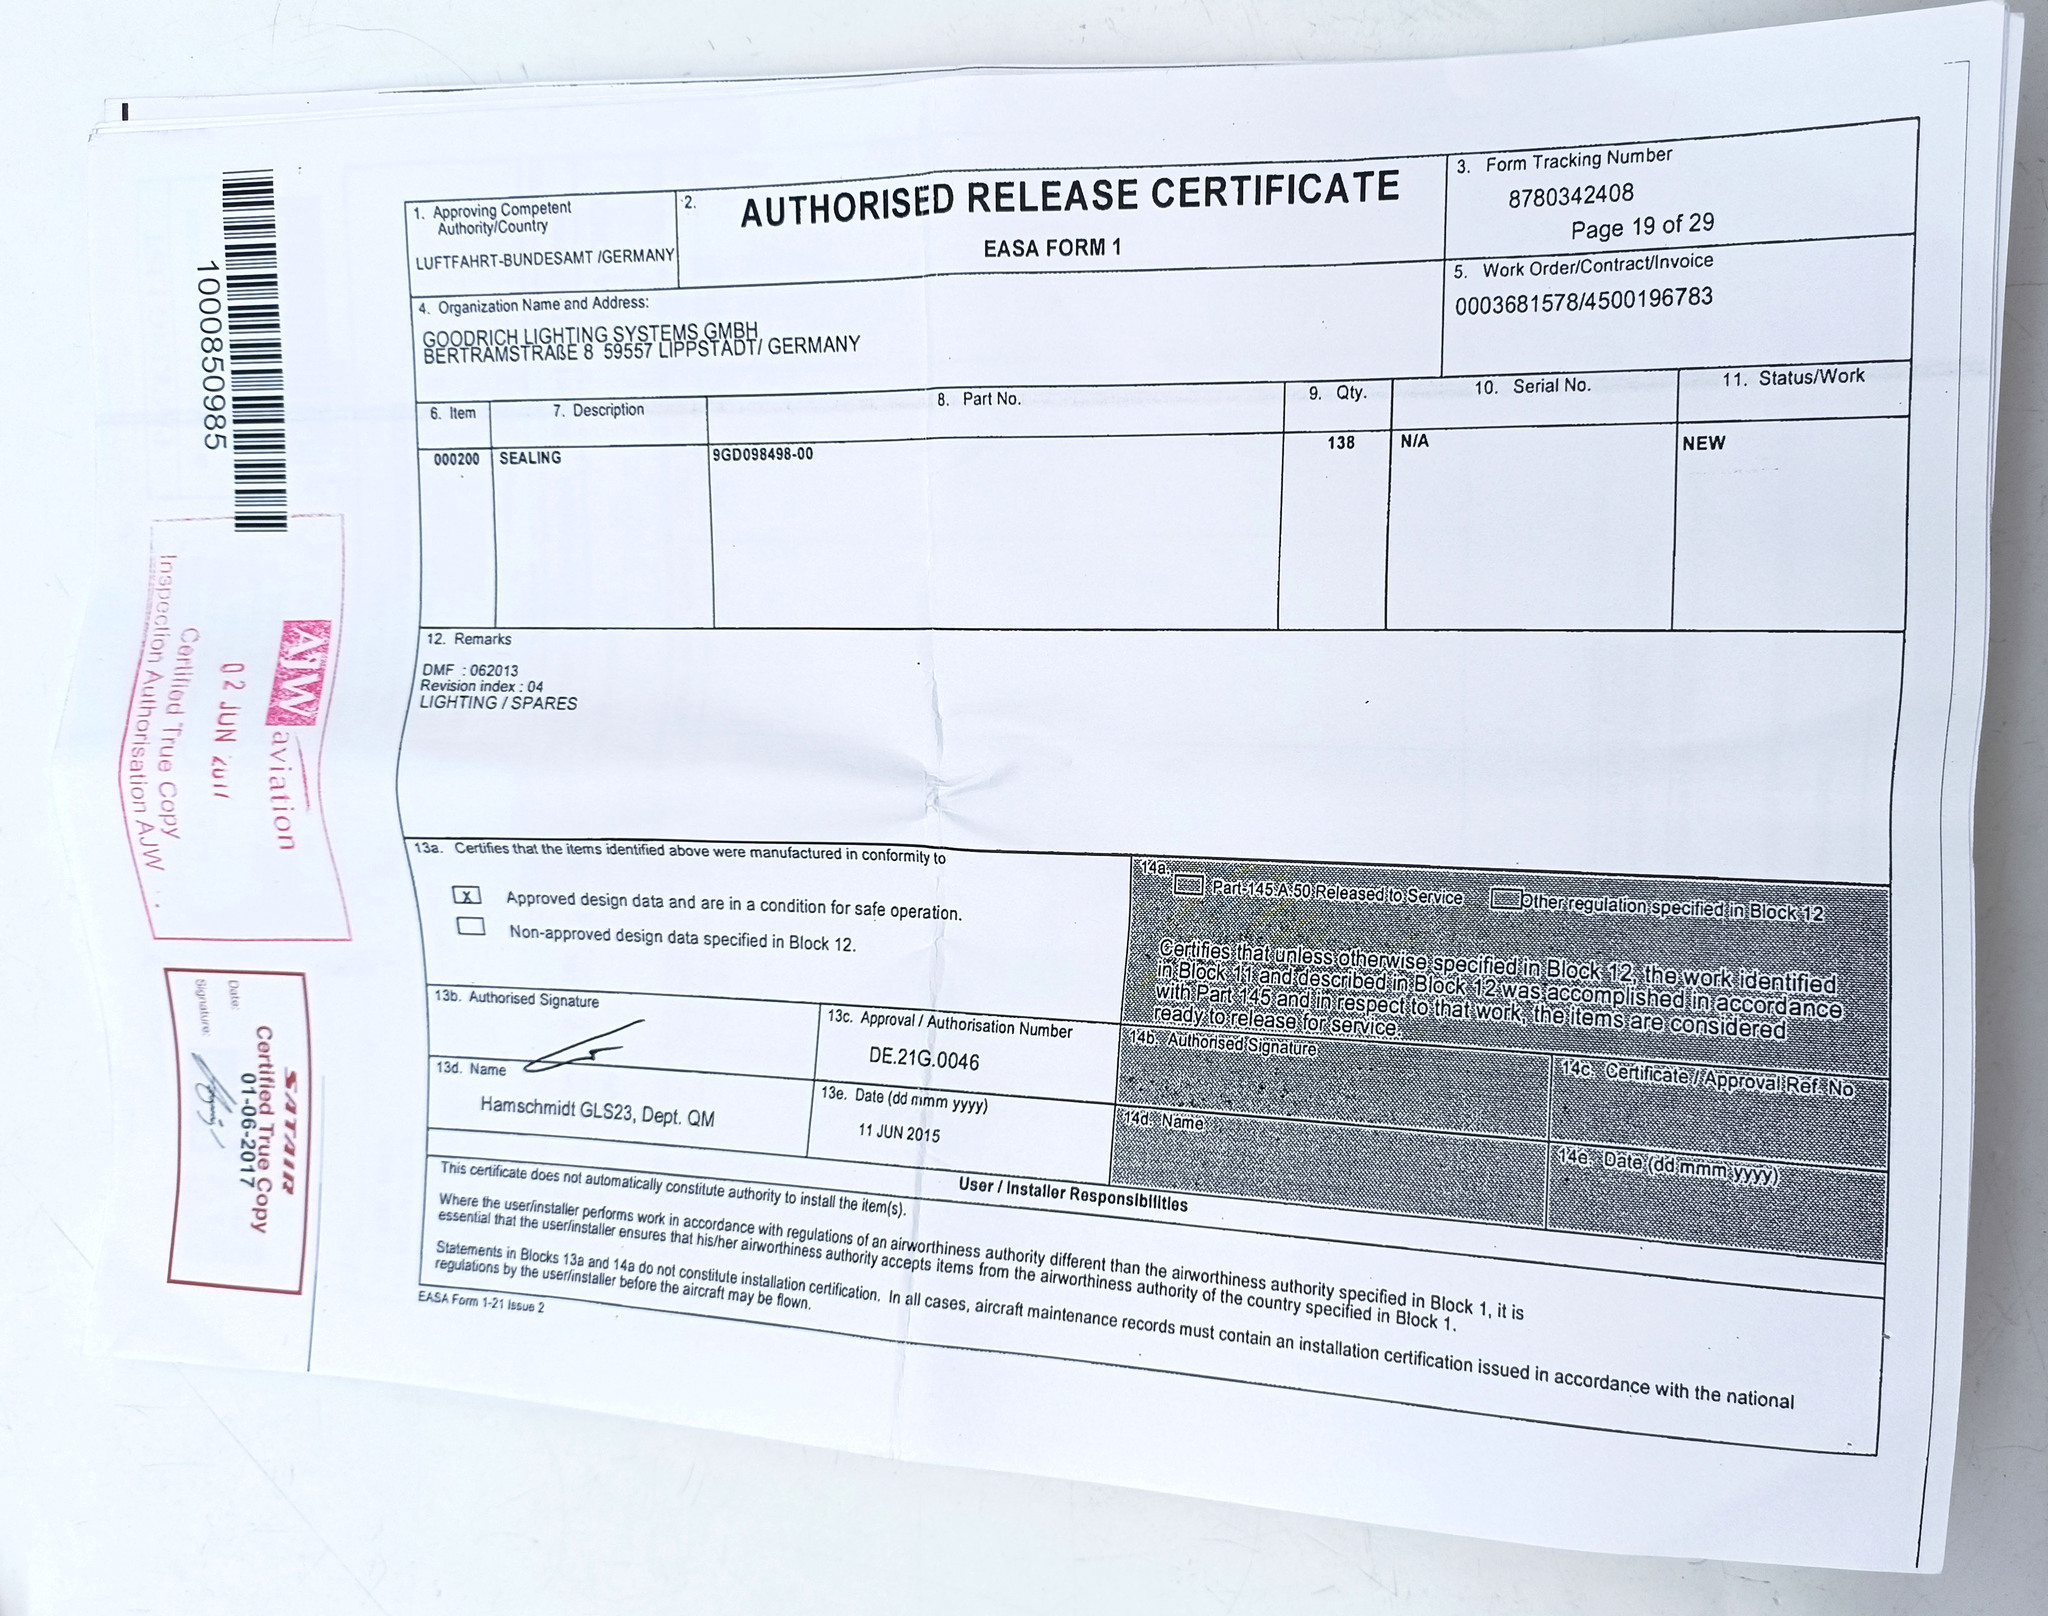 1. Approving Competent
Authority/Country
LUFTFAHRT-BUNDESAMT /GERMANY
2.
AUTHORISED RELEASE CERTIFICATE
EASA FORM 1
3. Form Tracking Number
8780342408
Page 19 of 29
4. Organization Name and Address:
GOODRICH LIGHTING SYSTEMS GMBH
BERTRAMSTRAßE 8 59557 LIPPSTADT/ GERMANY
5. Work Order/Contract/Invoice
0003681578/4500196783
6. Item 7. Description 8. Part No. 9. Qty. 10. Serial No. 11. Status/Work
000200 SEALING 9GD098498-00 138 N/A NEW
12. Remarks
DMF : 062013
Revision index : 04
LIGHTING / SPARES
13a. Certifies that the items identified above were manufactured in conformity to
x Approved design data and are in a condition for safe operation.
Non-approved design data specified in Block 12.
14a. Part-145.A.50 Released to Service Other regulation specified in Block 12
Certifies that unless otherwise specified in Block 12, the work identified
in Block 11 and described in Block 12 was accomplished in accordance
with Part 145 and in respect to that work, the items are considered
ready to release for service.
13b. Authorised Signature
13c. Approval / Authorisation Number
DE.21G.0046
14b. Authorised Signature
14c. Certificate / Approval Ref. No
13d. Name
Hamschmidt GLS23, Dept. QM
13e. Date (dd mmm yyyy)
11 JUN 2015
14d. Name
14e. Date (dd mmm yyyy)
User / Installer Responsibilities
This certificate does not automatically constitute authority to install the item(s).
Where the user/installer performs work in accordance with regulations of an airworthiness authority different than the airworthiness authority specified in Block 1, it is
essential that the user/installer ensures that his/her airworthiness authority accepts items from the airworthiness authority of the country specified in Block 1.
Statements in Blocks 13a and 14a do not constitute installation certification. In all cases, aircraft maintenance records must contain an installation certification issued in accordance with the national
regulations by the user/installer before the aircraft may be flown.
EASA Form 1-21 Issue 2
1000850985
AJW aviation
02 JUN 2017
Certified True Copy
Inspection Authorisation AJW
SATAIR
Certified True Copy
01-06-2017
Date:
Signature: